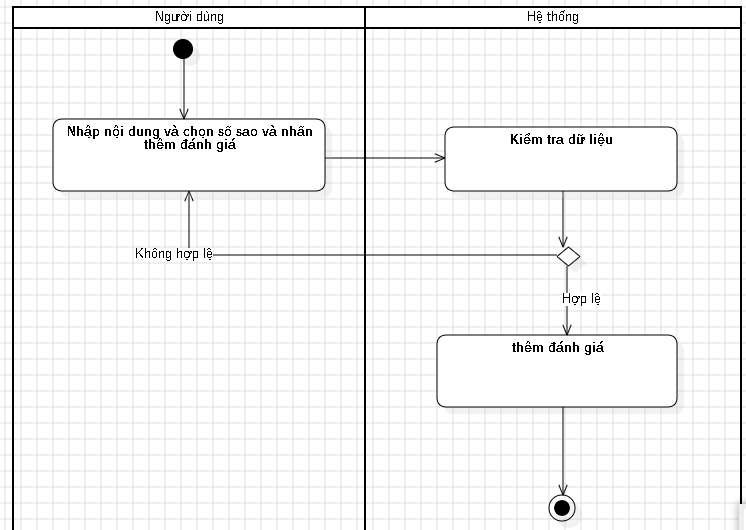 Người dùng
Hệ thống
Nhập nội dung và chọn số sao và nhấn
thêm đánh giá
Kiểm tra dữ liệu
Không hợp lệ
Hợp lệ
thêm đánh giá